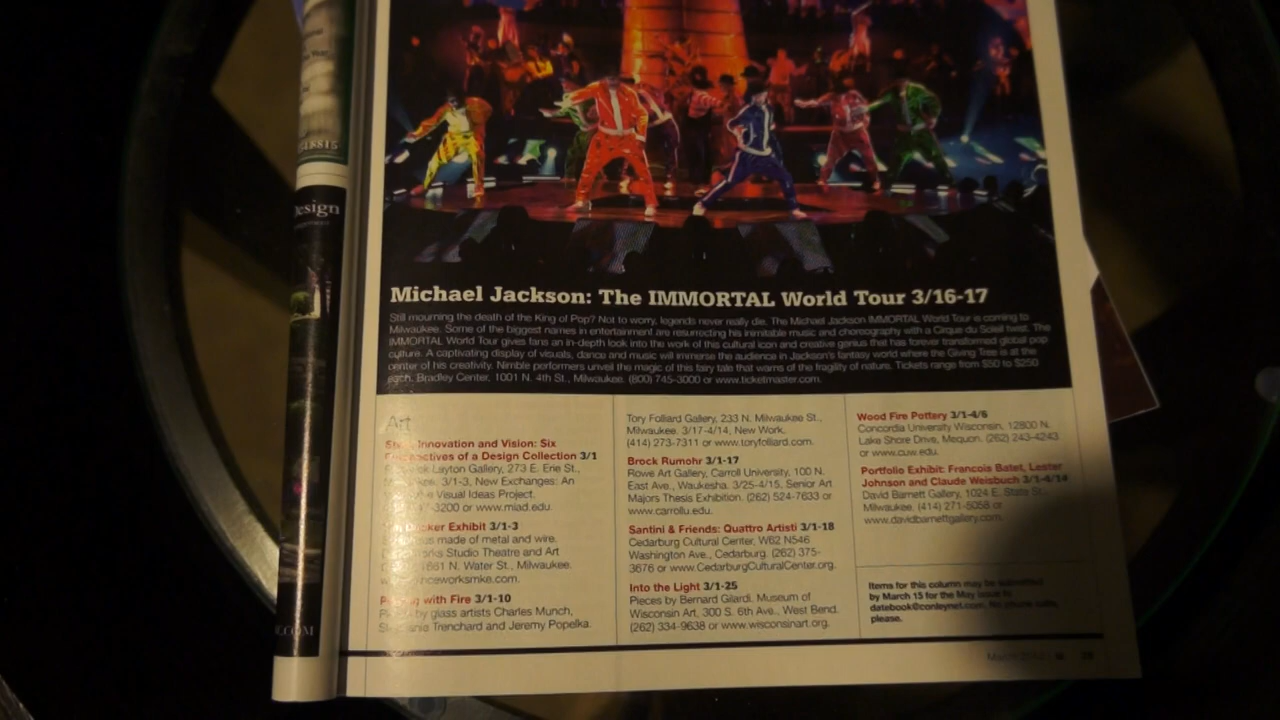 18815
esign
Michael Jackson: The IMMORTAL World Tour 3/16-17
Still mourning the death of the King of Pop? Not to worry, legends never really die. The Michael Jackson IMMORTAL World Tour is coming to
Milwaukee. Some of the biggest names in entertainment are resurrecting his inimitable music and choreography with a Cirque du Soleil twist. The
IMMORTAL World Tour gives fans an in-depth look into the work of this cultural icon and creative genius that has forever transformed global pop
culture. A captivating display of visuals, dance and music will immerse the audience in Jackson's fantasy world where the Giving Tree is at the
center of his creativity. Nimble performers unveil the magic of this fairy tale that warns of the fragility of nature. Tickets range from $50 to $250
each. Bradley Center, 1001 N. 4th St., Milwaukee. (800) 745-3000 or www.ticketmaster.com.
Art
Innovation and Vision: Six
Perspectives of a Design Collection 3/1
Layton Gallery, 273 E. Erie St.,
3/1-3, New Exchanges: An
Visual Ideas Project.
-3200 or www.miad.edu.
Exhibit 3/1-3
made of metal and wire.
Studio Theatre and Art
1661 N. Water St., Milwaukee.
with Fire 3/1-10
by glass artists Charles Munch,
Trenchard and Jeremy Popelka.
Tory Folliard Gallery, 233 N. Milwaukee St.,
Milwaukee. 3/17-4/14, New Work.
(414) 273-7311 or www.toryfolliard.com.
Brock Rumohr 3/1-17
Rowe Art Gallery, Carroll University, 100 N.
East Ave., Waukesha. 3/25-4/15, Senior Art
Majors Thesis Exhibition. (262) 524-7633 or
www.carrollu.edu.
Santini & Friends: Quattro Artisti 3/1-18
Cedarburg Cultural Center, W62 N546
Washington Ave., Cedarburg. (262) 375-
3676 or www.CedarburgCulturalCenter.org.
Into the Light 3/1-25
Pieces by Bernard Gilardi. Museum of
Wisconsin Art, 300 S. 6th Ave., West Bend.
(262) 334-9638 or www.wisconsinart.org.
Wood Fire Pottery 3/1-4/6
Concordia University Wisconsin, 12800 N.
Lake Shore Drive, Mequon. (262) 243-4243
or www.cuw.edu.
Portfolio Exhibit: Francois Batet, Lester
Johnson and Claude Weisbuch 3/1-4/14
David Barnett Gallery, 1024 E. State St.,
Milwaukee. (414) 271-5058 or
www.davidbarnettgallery.com.
Items for this column may be submitted
by March 15 for the May issue to
datebook@conleynet.com. No phone calls,
please.